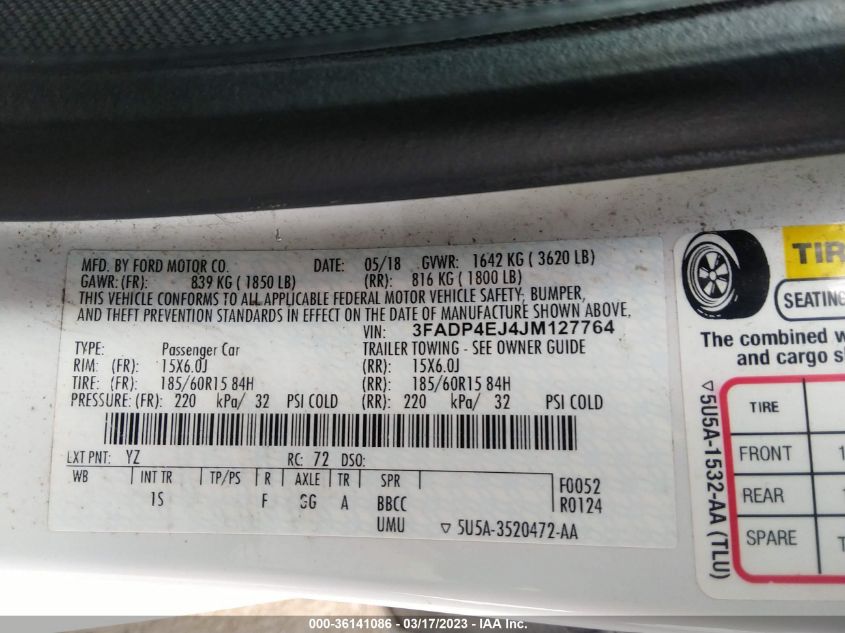 MFD. BY FORD MOTOR CO. DATE: 05/18 GVWR: 1642 KG ( 3620 LB)
GAWR: (FR): 839 KG ( 1850 LB) (RR): 816 KG ( 1800 LB)
THIS VEHICLE CONFORMS TO ALL APPLICABLE FEDERAL MOTOR VEHICLE SAFETY, BUMPER,
AND THEFT PREVENTION STANDARDS IN EFFECT ON THE DATE OF MANUFACTURE SHOWN ABOVE.
VIN: 3FADP4EJ4JM127764
TYPE: Passenger Car TRAILER TOWING - SEE OWNER GUIDE
RIM: (FR): 15X6.0J (RR): 15X6.0J
TIRE: (FR): 185/60R15 84H (RR): 185/60R15 84H
PRESSURE: (FR): 220 kPa/ 32 PSI COLD (RR): 220 kPa/ 32 PSI COLD
EXT PNT: YZ RC: 72 DSO:
WB INT TR TP/PS R AXLE TR SPR F0052
1S F GG A BBCC R0124
UMU ▽ 5U5A-3520472-AA
TIR
SEATING
The combined w
and cargo s
TIRE
FRONT 1
REAR 1
SPARE T
▽5U5A-1532-AA (TLU)
000-36141086 - 03/17/2023 - IAA Inc.